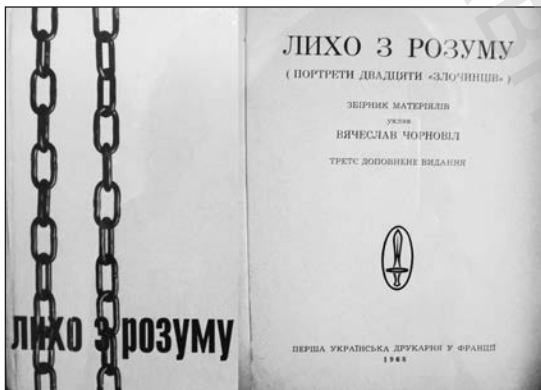 лихо з розуму
ЛИХО З РОЗУМУ
( ПОРТРЕТИ ДВАДЦЯТИ «ЗЛОЧИНЦІВ» )
ЗБІРНИК МАТЕРІЯЛІВ
уклав
ВЯЧЕСЛАВ ЧОРНОВІЛ
ТРЕТЄ ДОПОВНЕНЕ ВИДАННЯ
ПЕРША УКРАЇНСЬКА ДРУКАРНЯ У ФРАНЦІЇ
1968